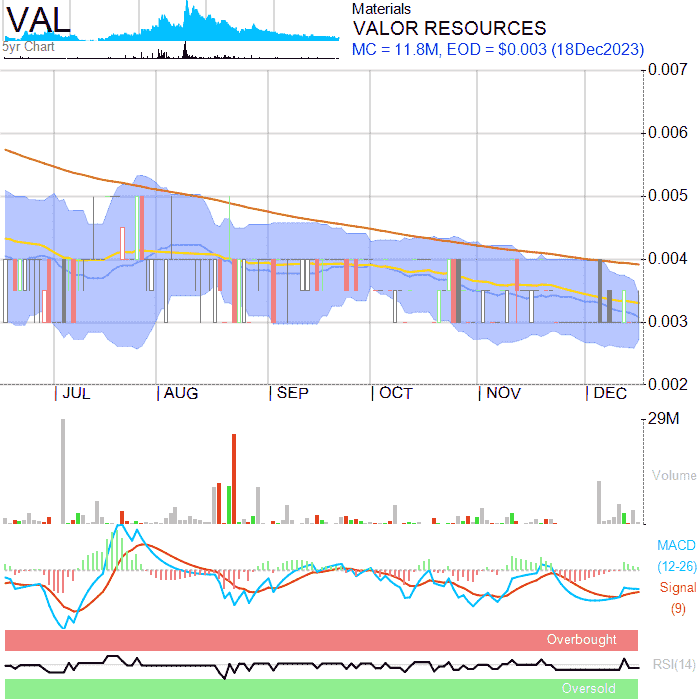 VAL
5yr Chart
Materials
VALOR RESOURCES
MC = 11.8M, EOD = $0.003 (18Dec2023)
0.007
0.006
0.005
0.004
0.003
0.002
JUL
AUG
SEP
OCT
NOV
DEC
29M
Volume
MACD
(12-26)
Signal
(9)
Overbought
RSI(14)
Oversold